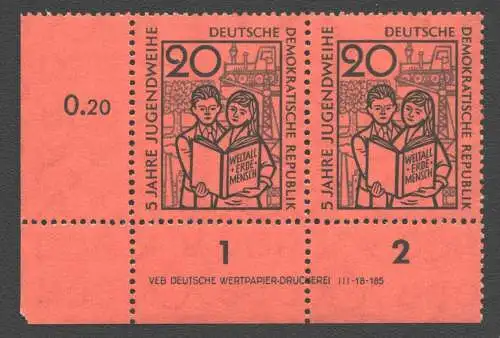 0.20
5 JAHRE JUGENDWEIHE
DEUTSCHE
DEMOKRATISCHE REPUBLIK
20
WELTALL
• ERDE •
MENSCH
5 JAHRE JUGENDWEIHE
DEUTSCHE
DEMOKRATISCHE REPUBLIK
20
WELTALL
• ERDE •
MENSCH
1
2
VEB DEUTSCHE WERTPAPIER-DRUCKEREI III-18-185